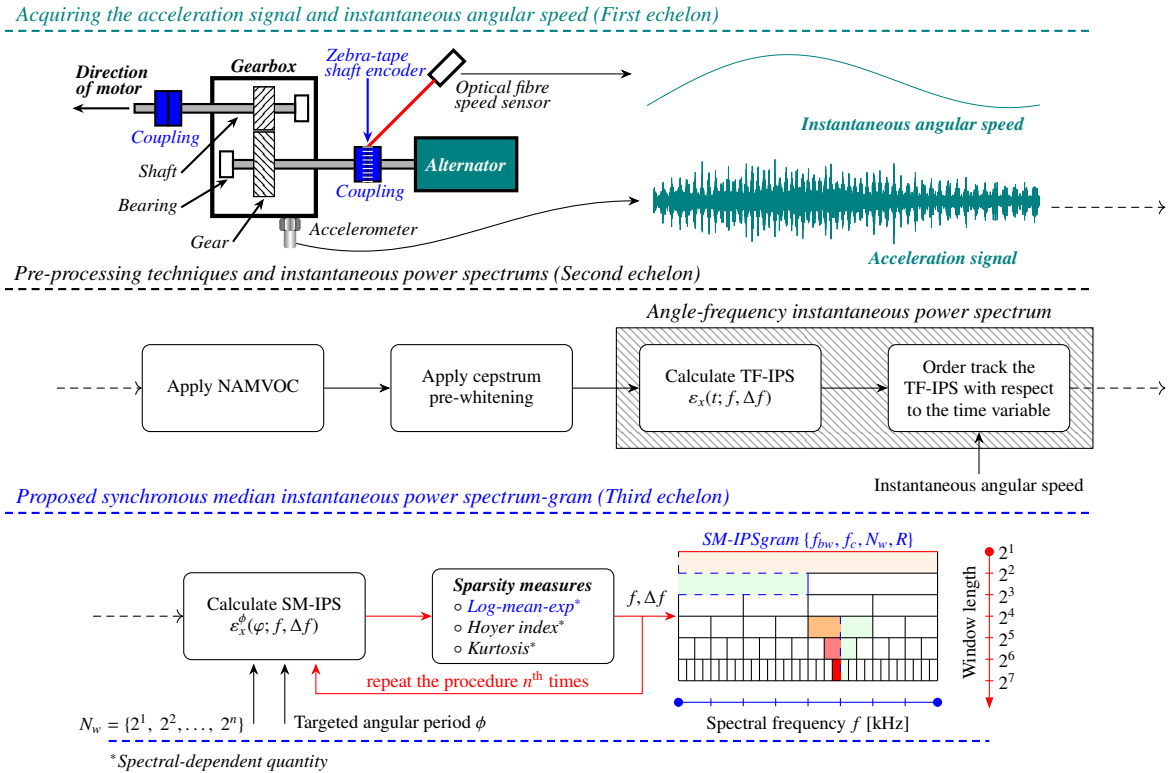 Acquiring the acceleration signal and instantaneous angular speed (First echelon)
Direction
of motor
Gearbox
Zebra-tape
shaft encoder
Optical fibre
speed sensor
Coupling
Shaft
Bearing
Gear
Coupling
Alternator
Accelerometer
Instantaneous angular speed
Acceleration signal
Pre-processing techniques and instantaneous power spectrums (Second echelon)
Angle-frequency instantaneous power spectrum
Apply NAMVOC
Apply cepstrum
pre-whitening
Calculate TF-IPS
εₓ(t; f, Δf)
Order track the
TF-IPS with respect
to the time variable
Instantaneous angular speed
Proposed synchronous median instantaneous power spectrum-gram (Third echelon)
Calculate SM-IPS
ε_x^ϕ(φ; f, Δf)
Sparsity measures
○ Log-mean-exp*
○ Hoyer index*
○ Kurtosis*
f, Δf
repeat the procedure nᵗʰ times
N_w = {2¹, 2², . . . , 2ⁿ}
Targeted angular period ϕ
SM-IPSgram {f_bw, f_c, N_w, R}
2¹
2²
2³
2⁴
2⁵
2⁶
2⁷
Window length
Spectral frequency f [kHz]
*Spectral-dependent quantity